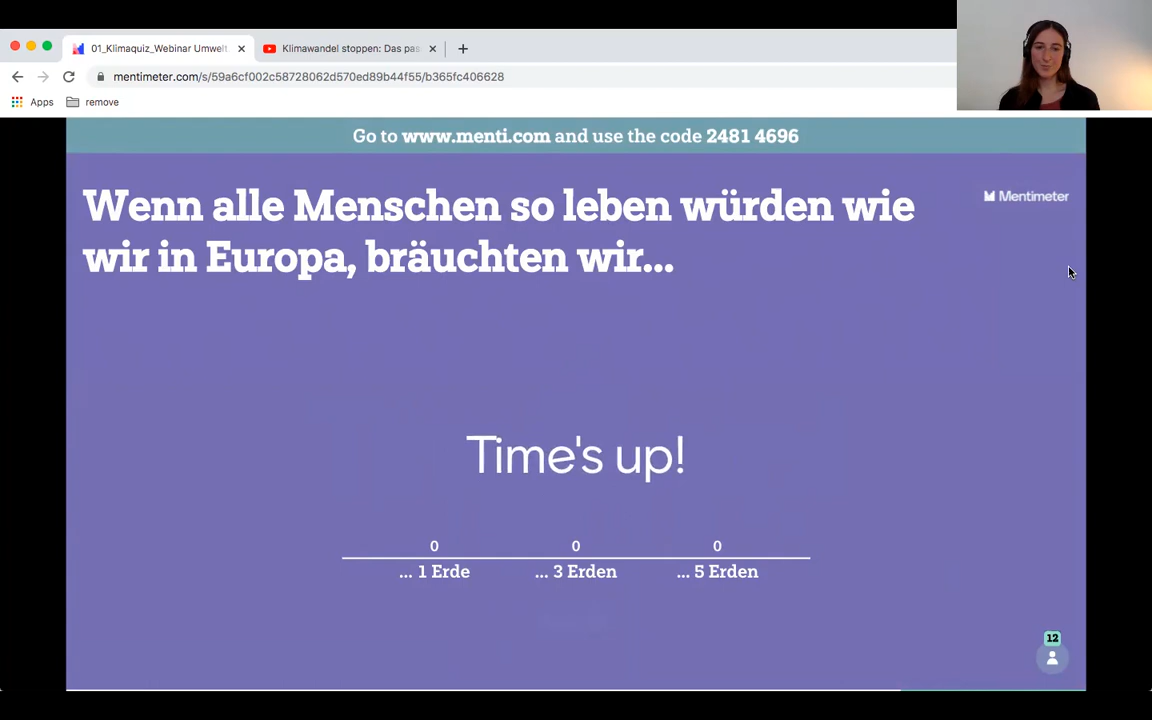 01_Klimaquiz_Webinar Umwelt
Klimawandel stoppen: Das pas
mentimeter.com/s/59a6cf002c58728062d570ed89b44f55/b365fc406628
Apps
remove
Go to www.menti.com and use the code 2481 4696
Mentimeter
Wenn alle Menschen so leben würden wie
wir in Europa, bräuchten wir...
Time's up!
0 0 0
... 1 Erde ... 3 Erden ... 5 Erden
12